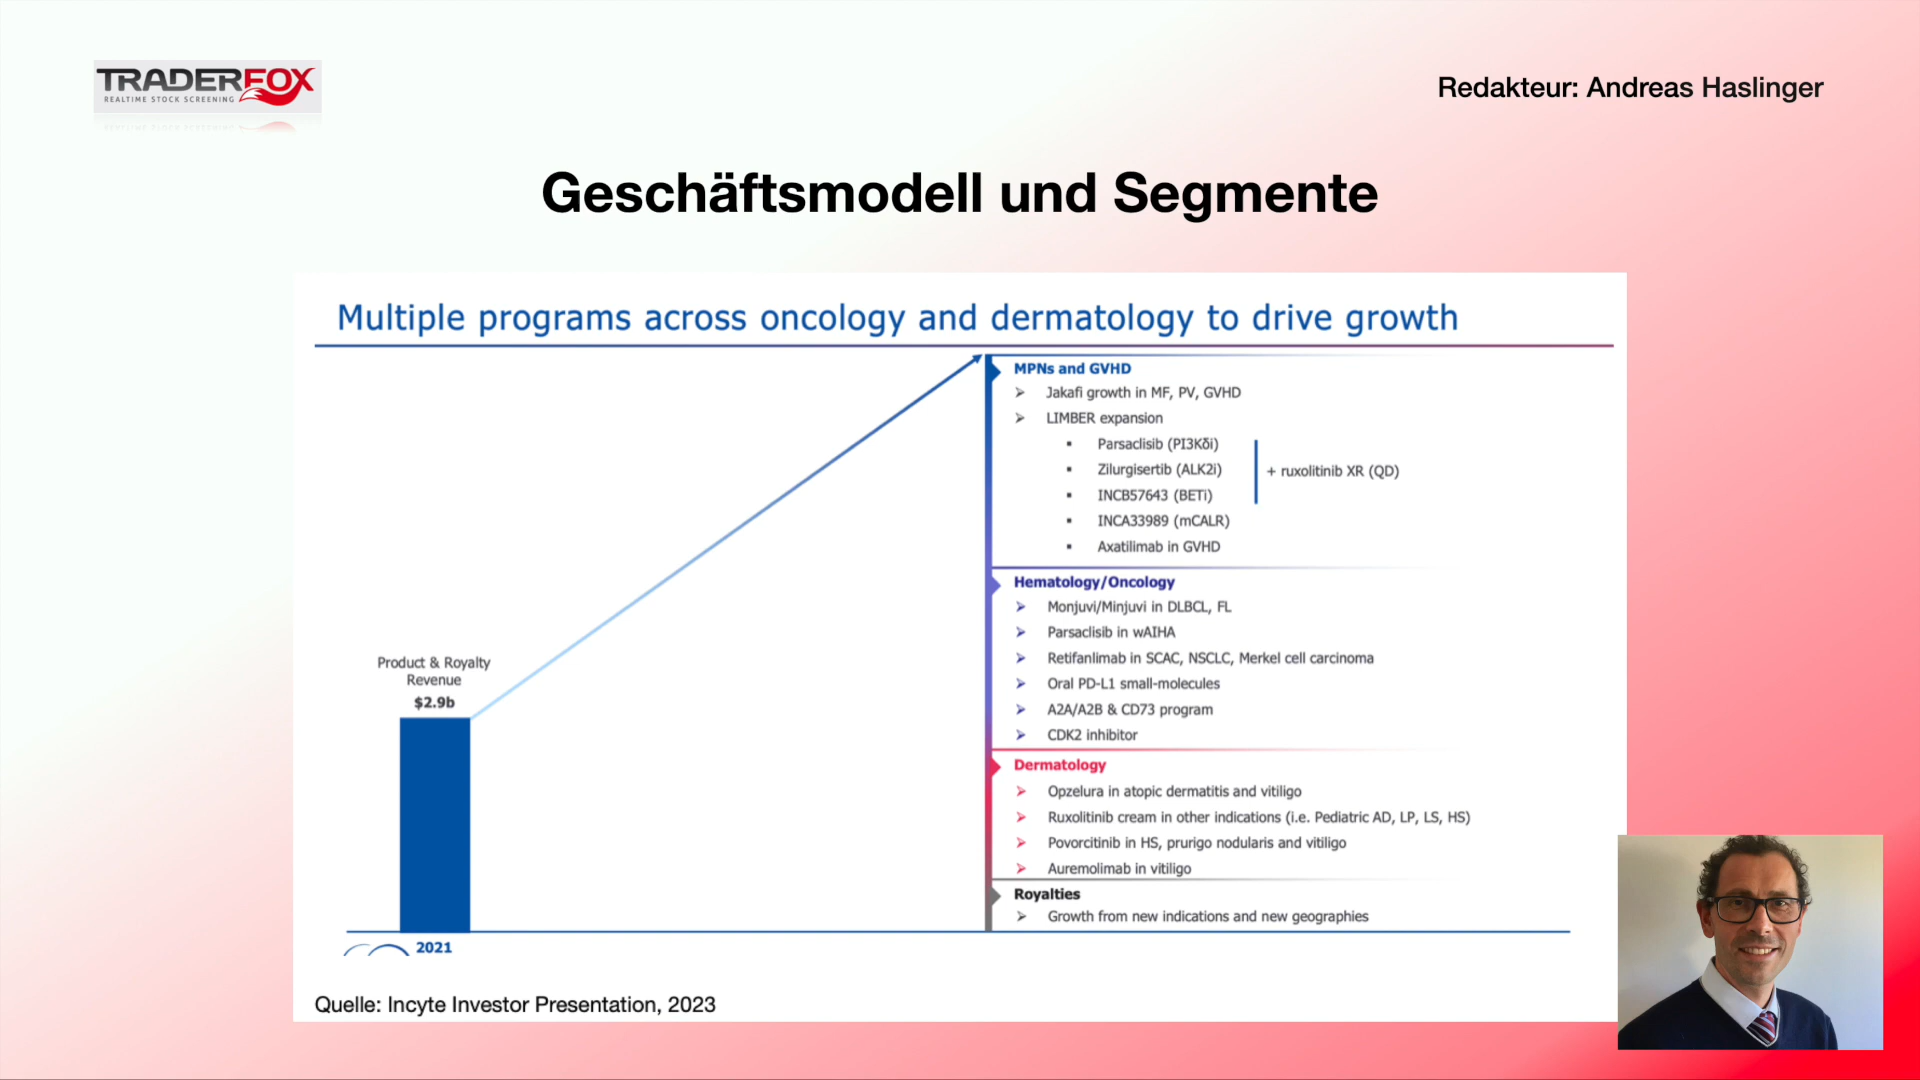 TRADERFOX
REALTIME STOCK SCREENING
Redakteur: Andreas Haslinger
Geschäftsmodell und Segmente
Multiple programs across oncology and dermatology to drive growth
MPNs and GVHD
Jakafi growth in MF, PV, GVHD
LIMBER expansion
Parsaclisib (PI3Kδi)
Zilurgisertib (ALK2i)
INCB57643 (BETi)
+ ruxolitinib XR (QD)
INCA33989 (mCALR)
Axatilimab in GVHD
Hematology/Oncology
Monjuvi/Minjuvi in DLBCL, FL
Parsaclisib in wAIHA
Retifanlimab in SCAC, NSCLC, Merkel cell carcinoma
Oral PD-L1 small-molecules
A2A/A2B & CD73 program
CDK2 inhibitor
Dermatology
Opzelura in atopic dermatitis and vitiligo
Ruxolitinib cream in other indications (i.e. Pediatric AD, LP, LS, HS)
Povorcitinib in HS, prurigo nodularis and vitiligo
Auremolimab in vitiligo
Royalties
Growth from new indications and new geographies
Product & Royalty
Revenue
$2.9b
2021
Quelle: Incyte Investor Presentation, 2023